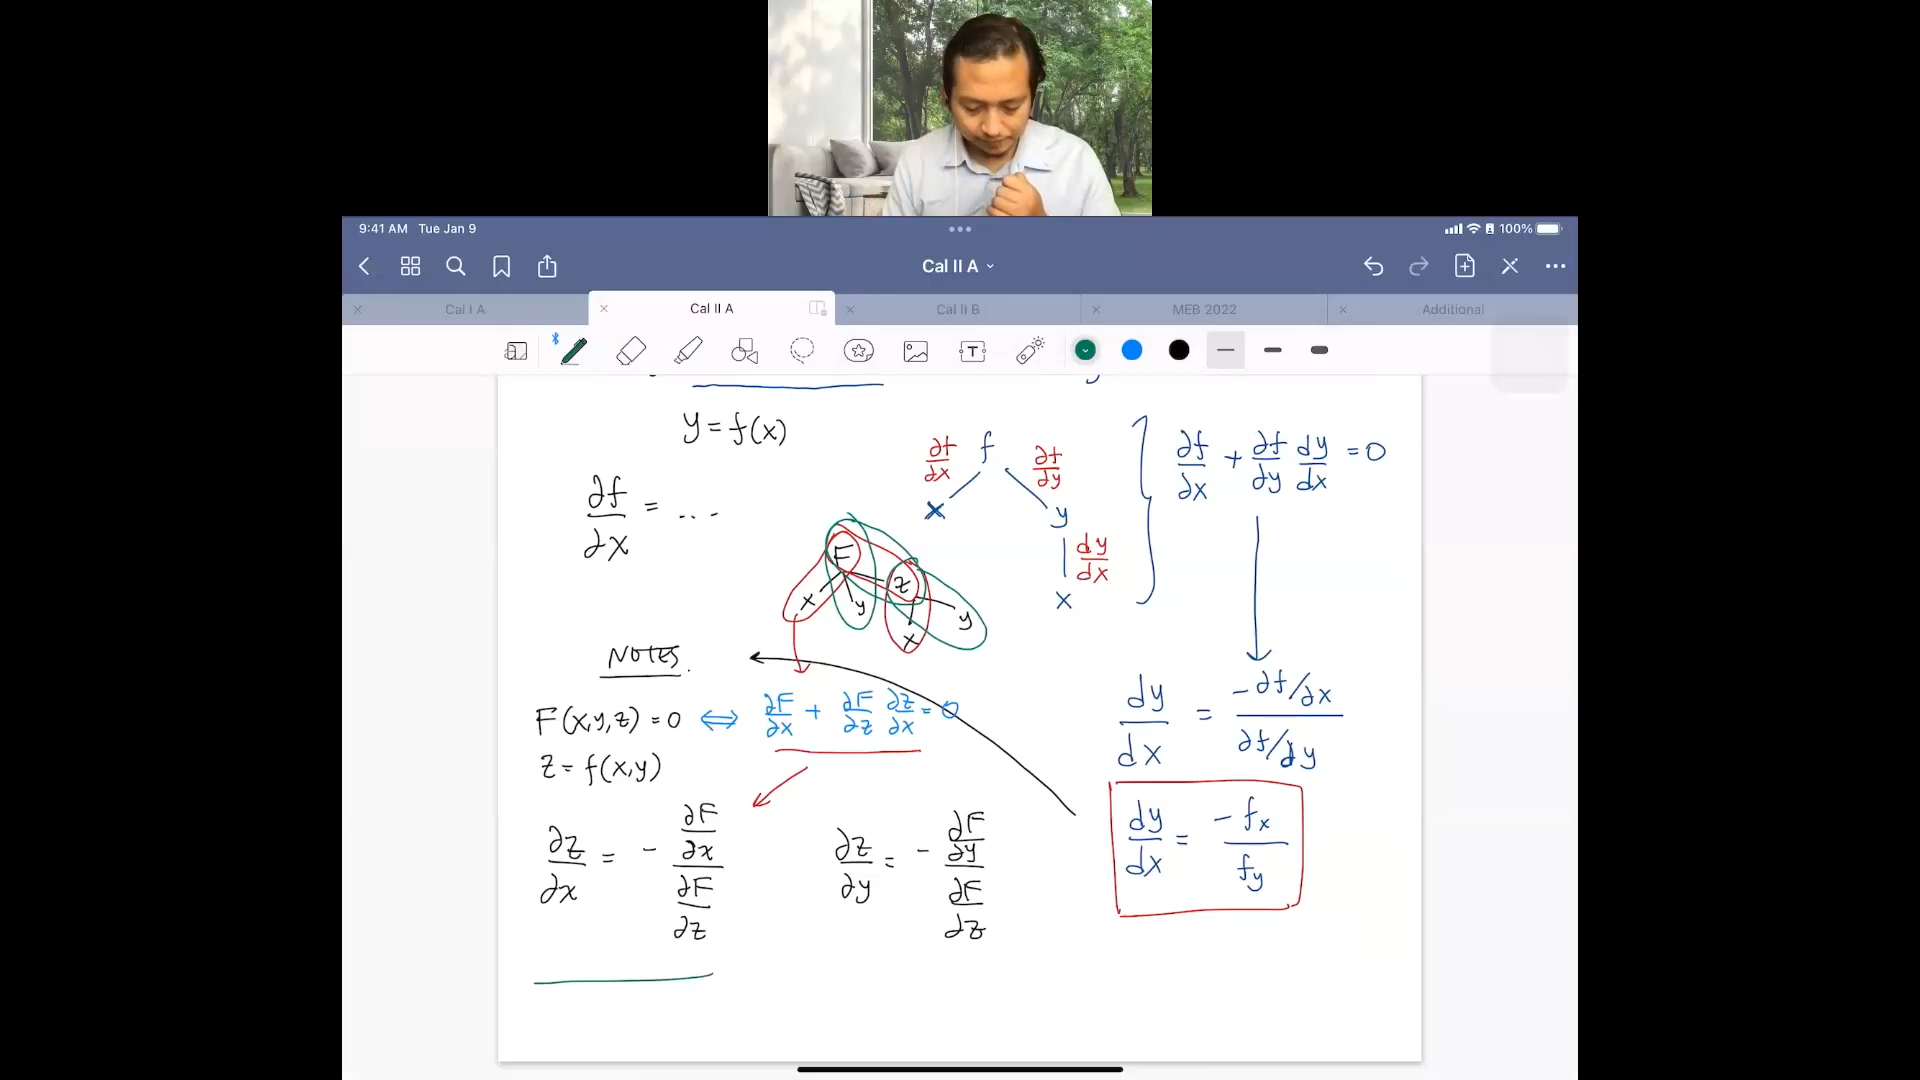 9:41 AM Tue Jan 9
100%
Cal II A
Cal I A
Cal II A
Cal II B
MEB 2022
Additional
T
y = f(x)
∂f/∂x = ...
∂f/∂x f ∂f/∂y
x y
dy/dx
x
∂f/∂x + ∂f/∂y dy/dx = 0
F
z
x y
x y
NOTES.
F(x,y,z) = 0 ⇔ ∂F/∂x + ∂F/∂z ∂z/∂x = 0
z = f(x,y)
∂z/∂x = - ∂F/∂x / ∂F/∂z
∂z/∂y = - ∂F/∂y / ∂F/∂z
dy/dx = -∂f/∂x / ∂f/∂y
dy/dx = -fx / fy